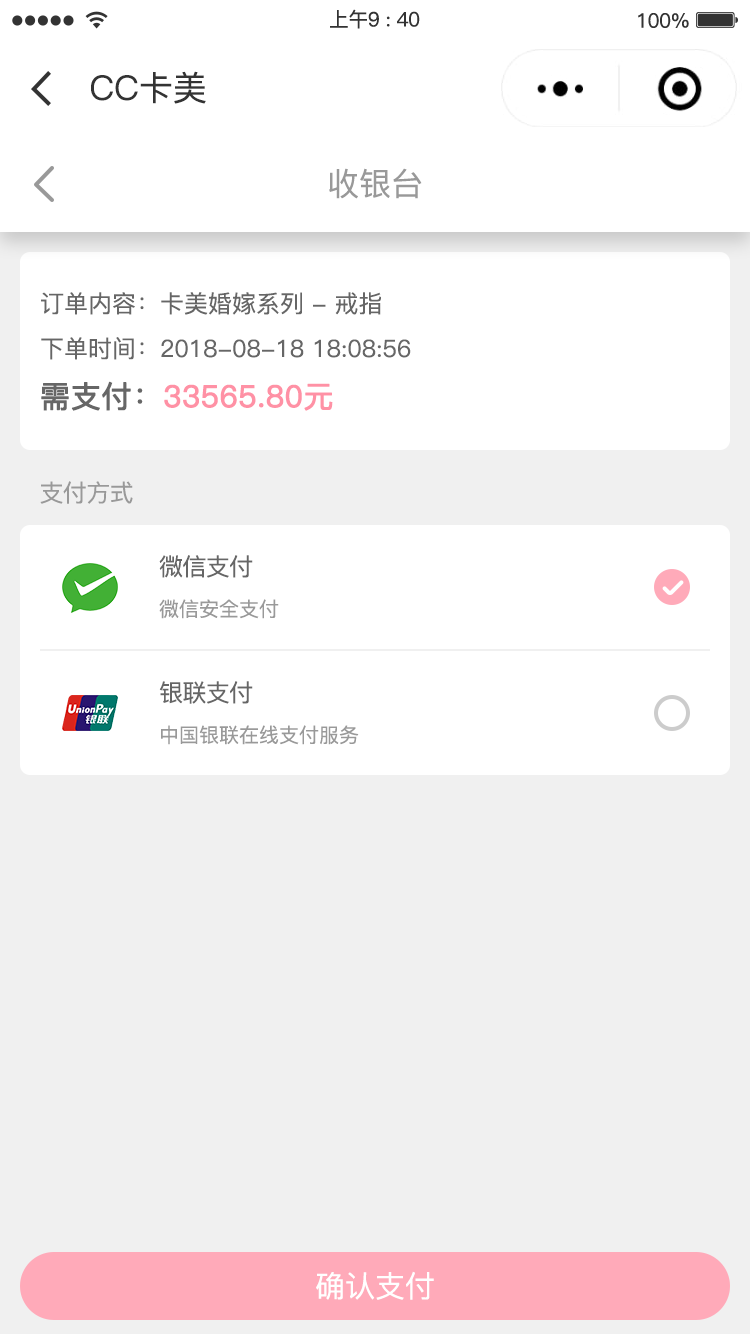 上午9 : 40
100%
CC卡美
收银台
订单内容：卡美婚嫁系列 - 戒指
下单时间：2018-08-18 18:08:56
需支付：33565.80元
支付方式
微信支付
微信安全支付
UnionPay
银联
银联支付
中国银联在线支付服务
确认支付